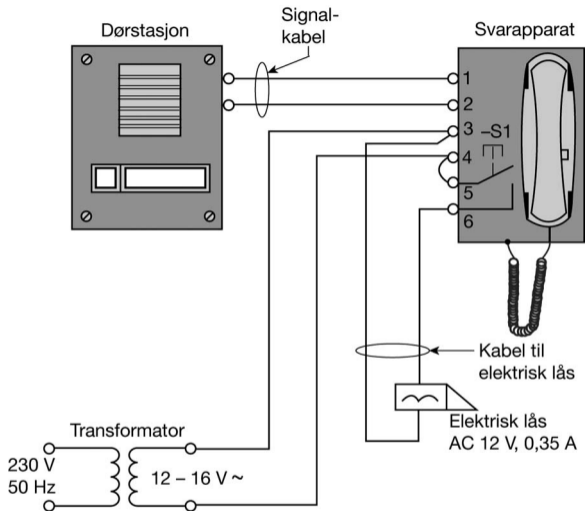 Dørstasjon
Signal-
kabel
Svarapparat
1
2
3
–S1
4
5
6
Kabel til
elektrisk lås
Elektrisk lås
AC 12 V, 0,35 A
Transformator
230 V
50 Hz
12 – 16 V ~